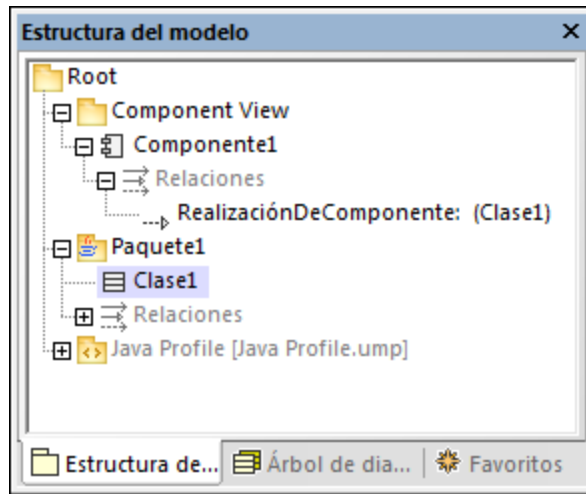 Estructura del modelo
Root
Component View
Componente1
Relaciones
RealizaciónDeComponente: (Clase1)
Paquete1
Clase1
Relaciones
Java Profile [Java Profile.ump]
Estructura de... Árbol de dia... Favoritos